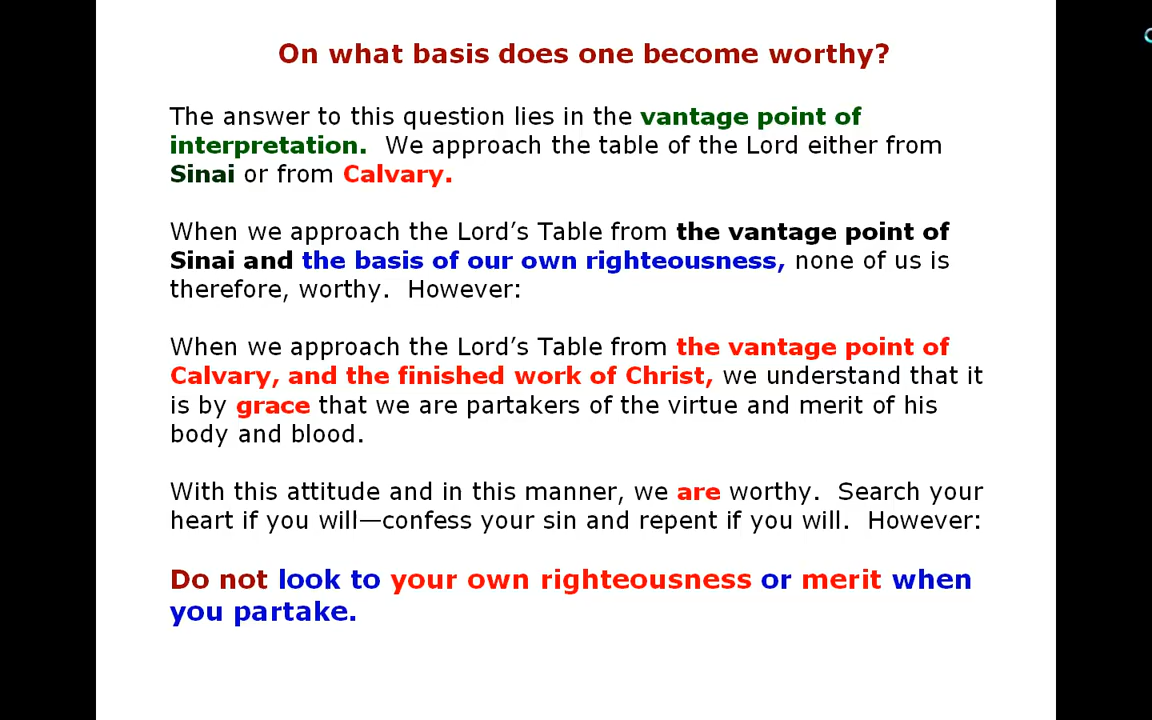 On what basis does one become worthy?
The answer to this question lies in the vantage point of
interpretation.  We approach the table of the Lord either from
Sinai or from Calvary.
When we approach the Lord’s Table from the vantage point of
Sinai and the basis of our own righteousness, none of us is
therefore, worthy.  However:
When we approach the Lord’s Table from the vantage point of
Calvary, and the finished work of Christ, we understand that it
is by grace that we are partakers of the virtue and merit of his
body and blood.
With this attitude and in this manner, we are worthy.  Search your
heart if you will—confess your sin and repent if you will.  However:
Do not look to your own righteousness or merit when
you partake.